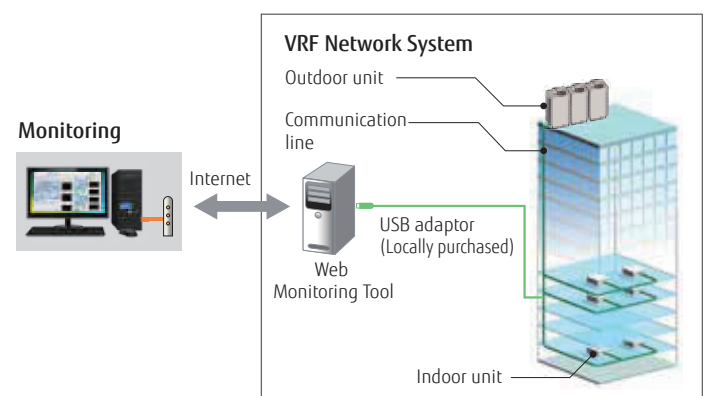 VRF Network System
Outdoor unit
Communication
line
Monitoring
Internet
USB adaptor
(Locally purchased)
Web
Monitoring Tool
Indoor unit